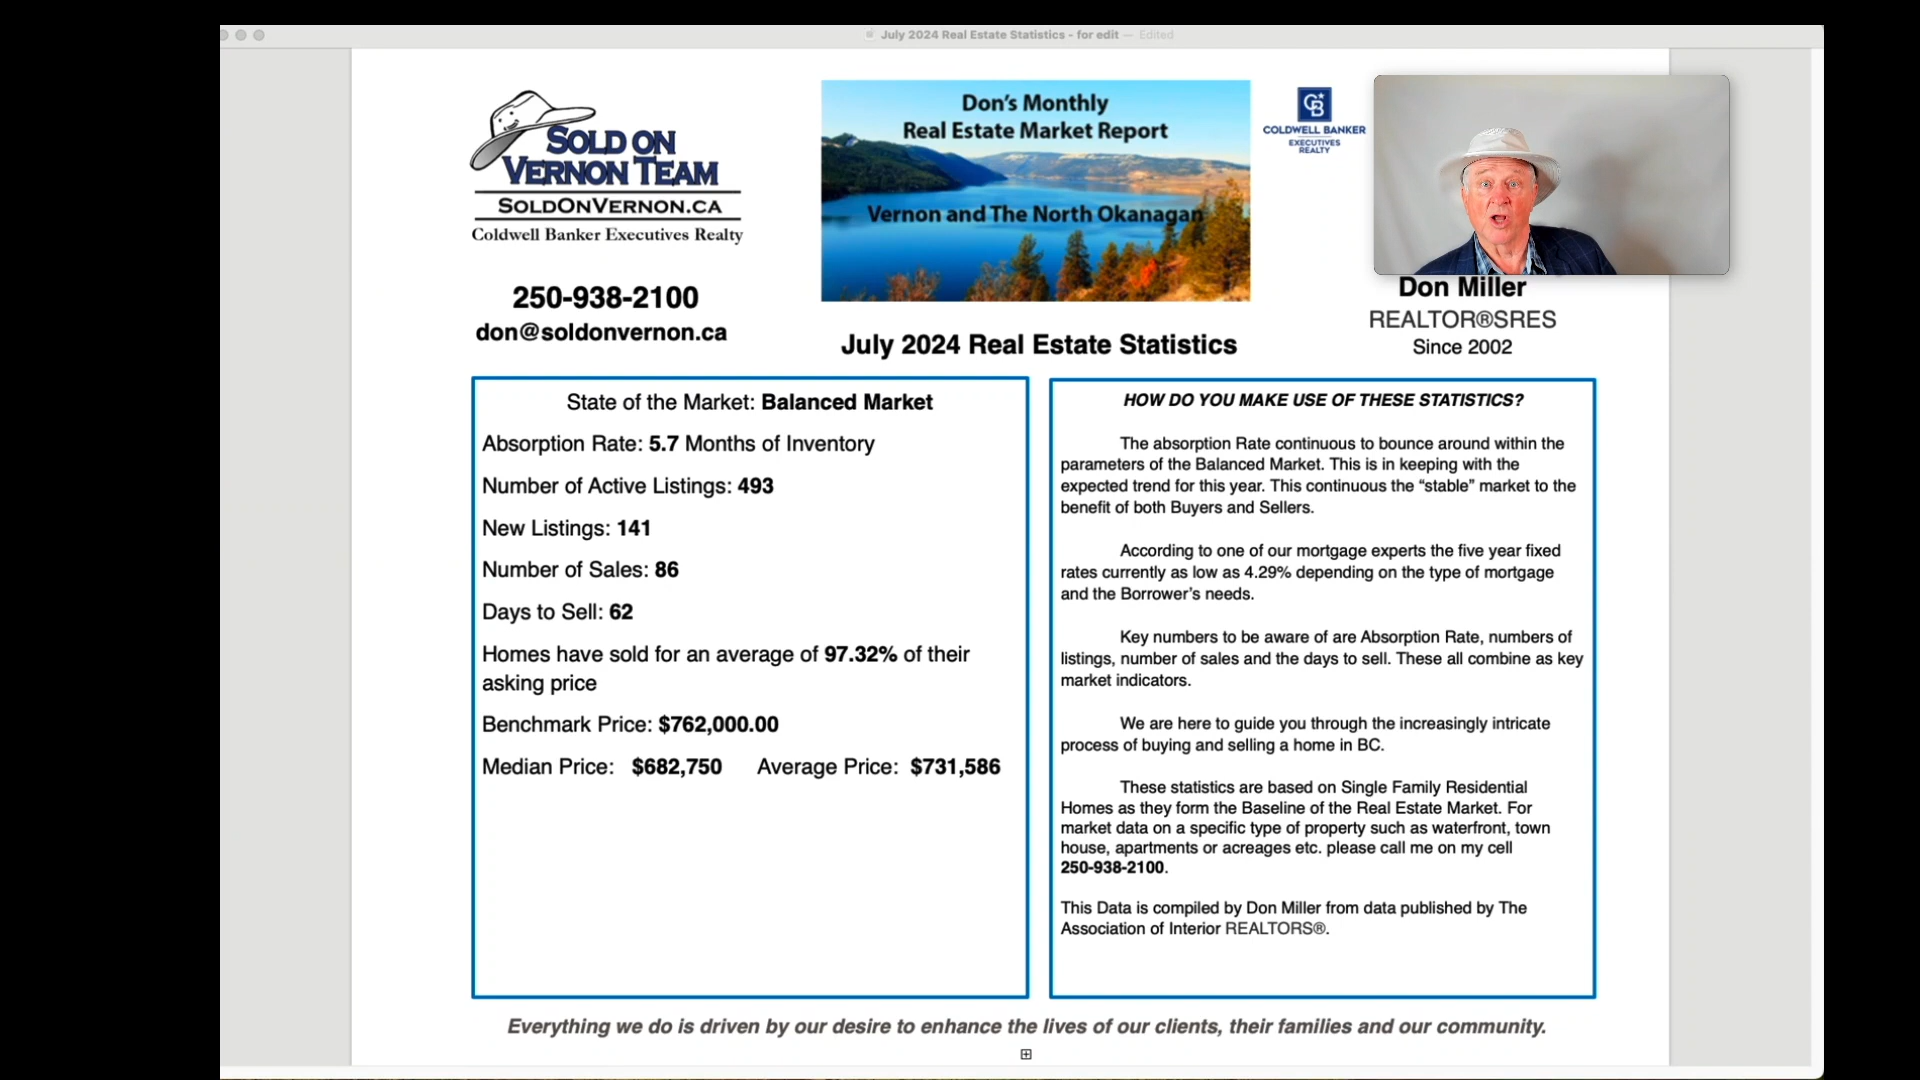 July 2024 Real Estate Statistics - for edit — Edited
SOLD ON
VERNON TEAM
SOLDONVERNON.CA
Coldwell Banker Executives Realty
250-938-2100
don@soldonvernon.ca
Don's Monthly
Real Estate Market Report
Vernon and The North Okanagan
July 2024 Real Estate Statistics
CB
COLDWELL BANKER
EXECUTIVES
REALTY
Don Miller
REALTOR®SRES
Since 2002
State of the Market: Balanced Market
Absorption Rate: 5.7 Months of Inventory
Number of Active Listings: 493
New Listings: 141
Number of Sales: 86
Days to Sell: 62
Homes have sold for an average of 97.32% of their
asking price
Benchmark Price: $762,000.00
Median Price: $682,750 Average Price: $731,586
HOW DO YOU MAKE USE OF THESE STATISTICS?
The absorption Rate continuous to bounce around within the
parameters of the Balanced Market. This is in keeping with the
expected trend for this year. This continuous the “stable” market to the
benefit of both Buyers and Sellers.
According to one of our mortgage experts the five year fixed
rates currently as low as 4.29% depending on the type of mortgage
and the Borrower’s needs.
Key numbers to be aware of are Absorption Rate, numbers of
listings, number of sales and the days to sell. These all combine as key
market indicators.
We are here to guide you through the increasingly intricate
process of buying and selling a home in BC.
These statistics are based on Single Family Residential
Homes as they form the Baseline of the Real Estate Market. For
market data on a specific type of property such as waterfront, town
house, apartments or acreages etc. please call me on my cell
250-938-2100.
This Data is compiled by Don Miller from data published by The
Association of Interior REALTORS®.
Everything we do is driven by our desire to enhance the lives of our clients, their families and our community.